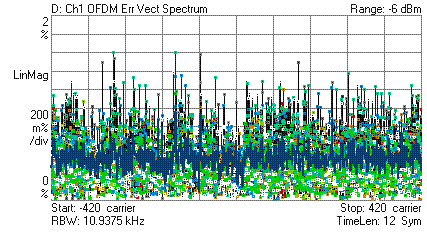 D: Ch1 OFDM Err Vect Spectrum Range: -6 dBm
2
%
LinMag
200
m%
/div
0
%
Start: -420 carrier Stop: 420 carrier
RBW: 10.9375 kHz TimeLen: 12 Sym